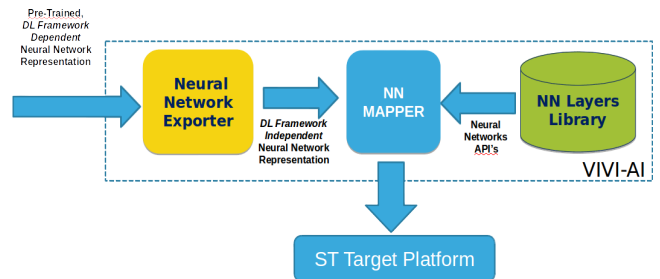 Pre-Trained,
DL Framework
Dependent
Neural Network
Representation
Neural
Network
Exporter
DL Framework
Independent
Neural Network
Representation
NN
MAPPER
Neural
Networks
API's
NN Layers
Library
VIVI-AI
ST Target Platform